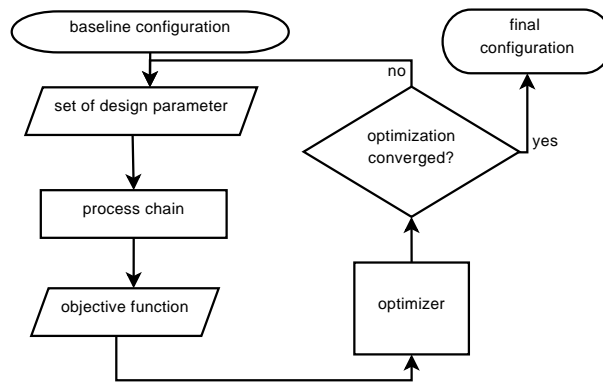 baseline configuration
set of design parameter
process chain
objective function
optimizer
optimization
converged?
no
yes
final
configuration